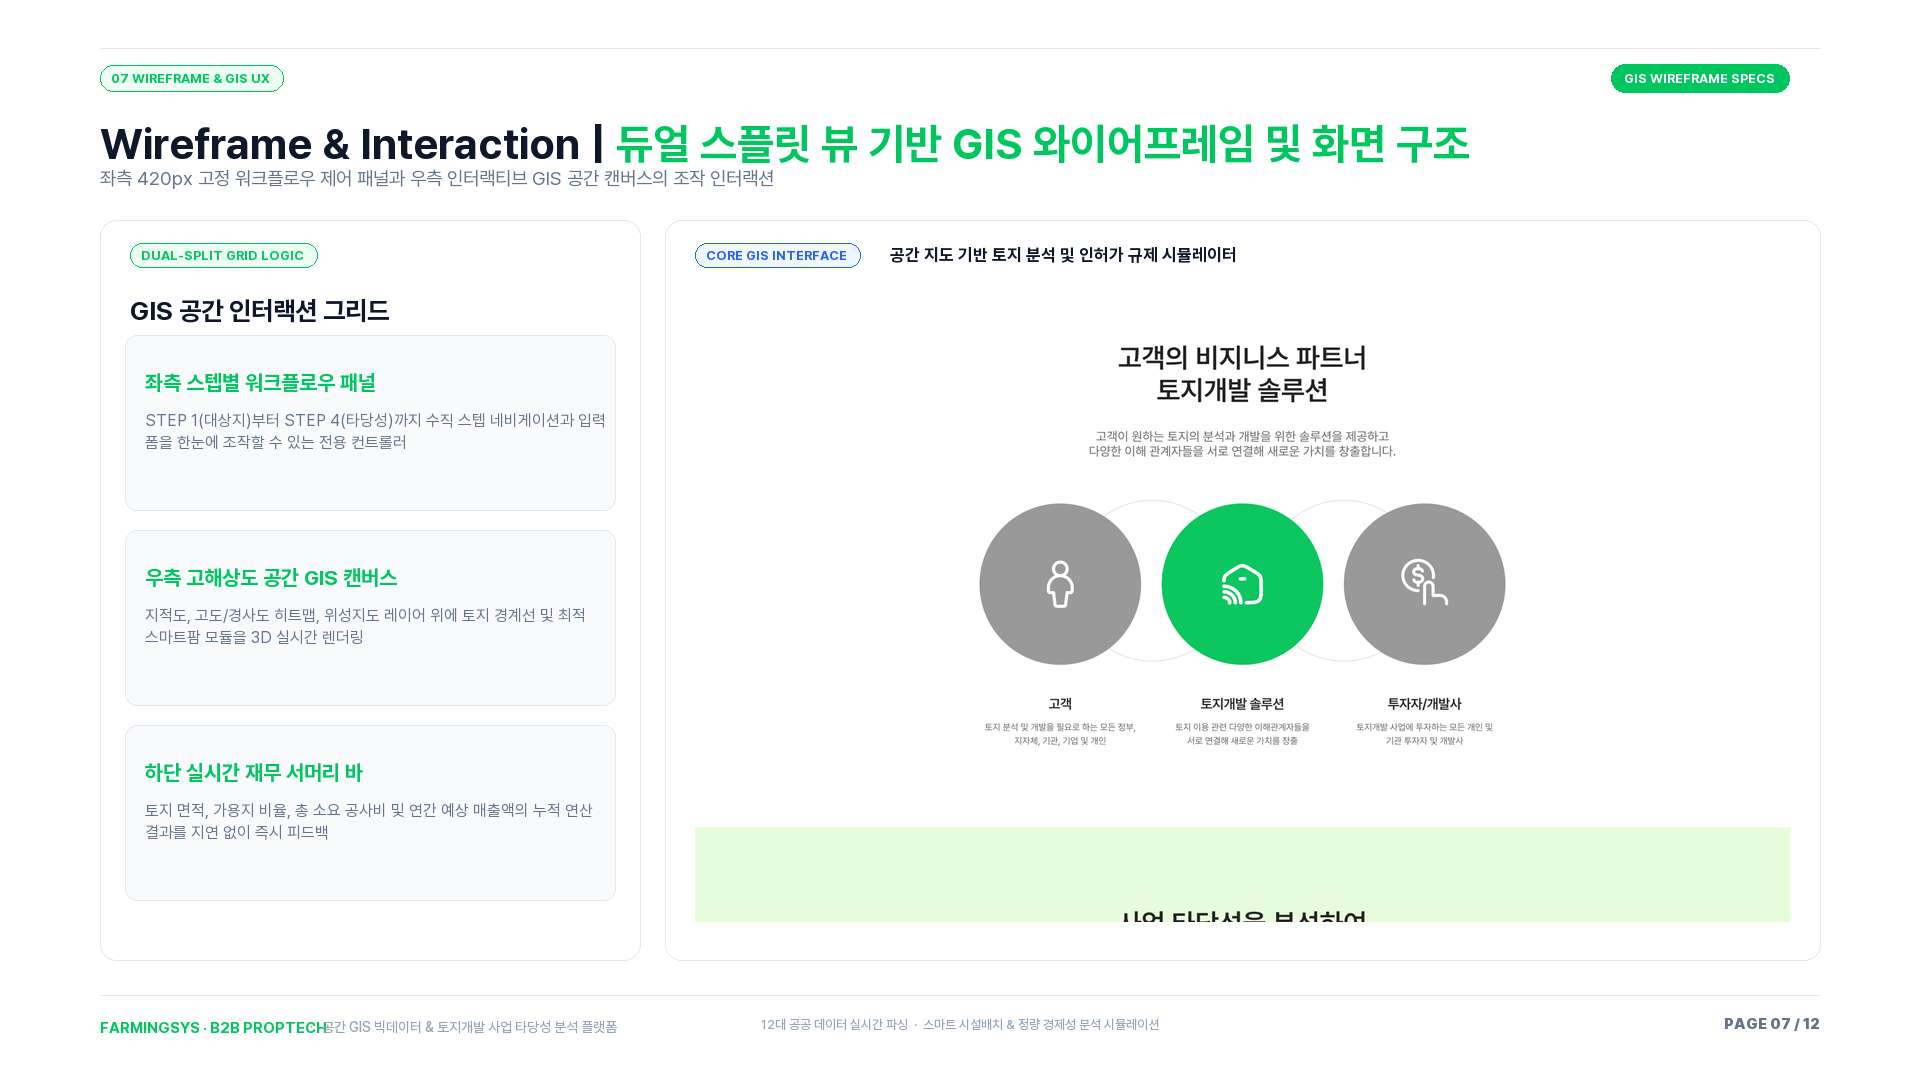 07 WIREFRAME & GIS UX
GIS WIREFRAME SPECS
Wireframe & Interaction | 듀얼 스플릿 뷰 기반 GIS 와이어프레임 및 화면 구조
좌측 420px 고정 워크플로우 제어 패널과 우측 인터랙티브 GIS 공간 캔버스의 조작 인터랙션
DUAL-SPLIT GRID LOGIC
GIS 공간 인터랙션 그리드
좌측 스텝별 워크플로우 패널
STEP 1(대상지)부터 STEP 4(타당성)까지 수직 스텝 네비게이션과 입력
폼을 한눈에 조작할 수 있는 전용 컨트롤러
우측 고해상도 공간 GIS 캔버스
지적도, 고도/경사도 히트맵, 위성지도 레이어 위에 토지 경계선 및 최적
스마트팜 모듈을 3D 실시간 렌더링
하단 실시간 재무 서머리 바
토지 면적, 가용지 비율, 총 소요 공사비 및 연간 예상 매출액의 누적 연산
결과를 지연 없이 즉시 피드백
CORE GIS INTERFACE
공간 지도 기반 토지 분석 및 인허가 규제 시뮬레이터
고객의 비지니스 파트너
토지개발 솔루션
고객이 원하는 토지의 분석과 개발을 위한 솔루션을 제공하고
다양한 이해 관계자들을 서로 연결해 새로운 가치를 창출합니다.
고객
토지 분석 및 개발을 필요로 하는 모든 정부,
지자체, 기관, 기업 및 개인
토지개발 솔루션
토지 이용 관련 다양한 이해관계자들을
서로 연결해 새로운 가치를 창출
투자자/개발사
토지개발 사업에 투자하는 모든 개인 및
기관 투자자 및 개발사
사업 타당성을 분석하여
FARMINGSYS · B2B PROPTECH
공간 GIS 빅데이터 & 토지개발 사업 타당성 분석 플랫폼
12대 공공 데이터 실시간 파싱 · 스마트 시설배치 & 정량 경제성 분석 시뮬레이션
PAGE 07 / 12